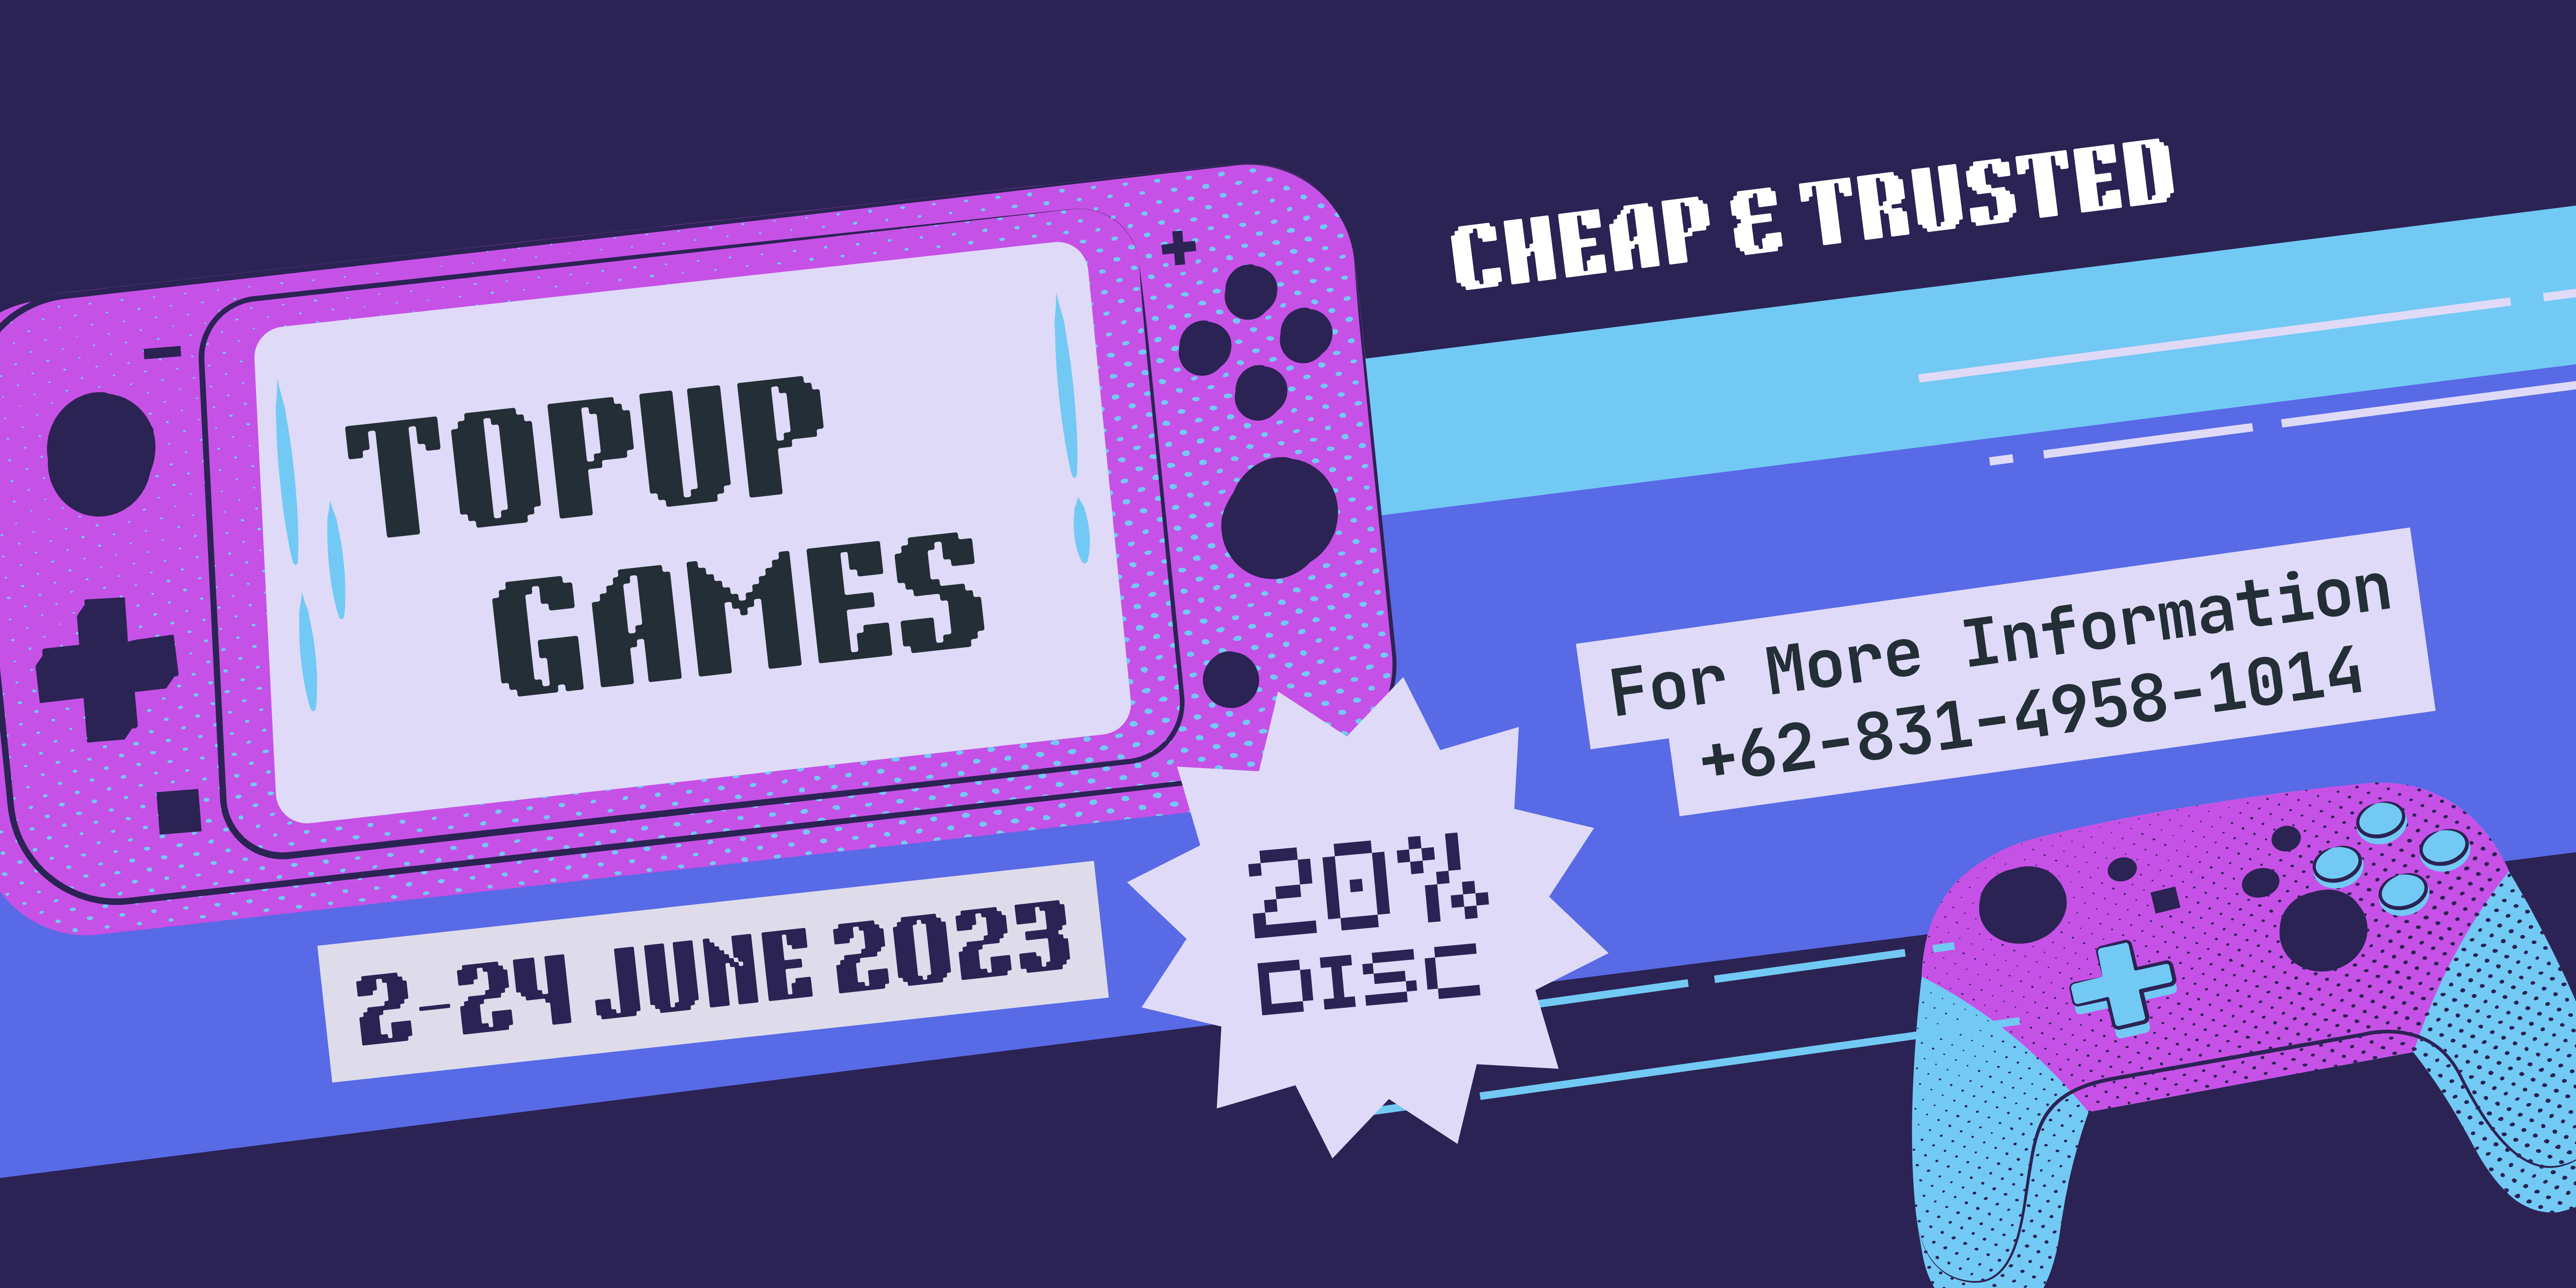 CHEAP & TRUSTED
TOPUP
GAMES
For More Information
+62-831-4958-1014
20%
DISC
2-24 JUNE 2023